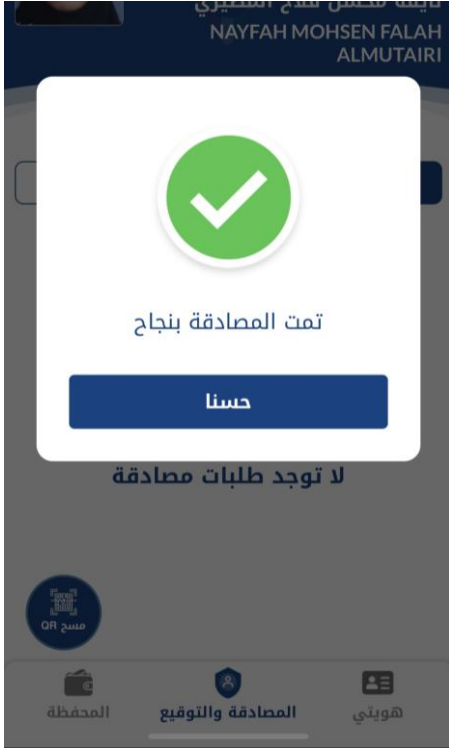 NAYFAH MOHSEN FALAH
ALMUTAIRI
تمت المصادقة بنجاح
حسنا
لا توجد طلبات مصادقة
مسح QR
هويتي
المصادقة والتوقيع
المحفظة